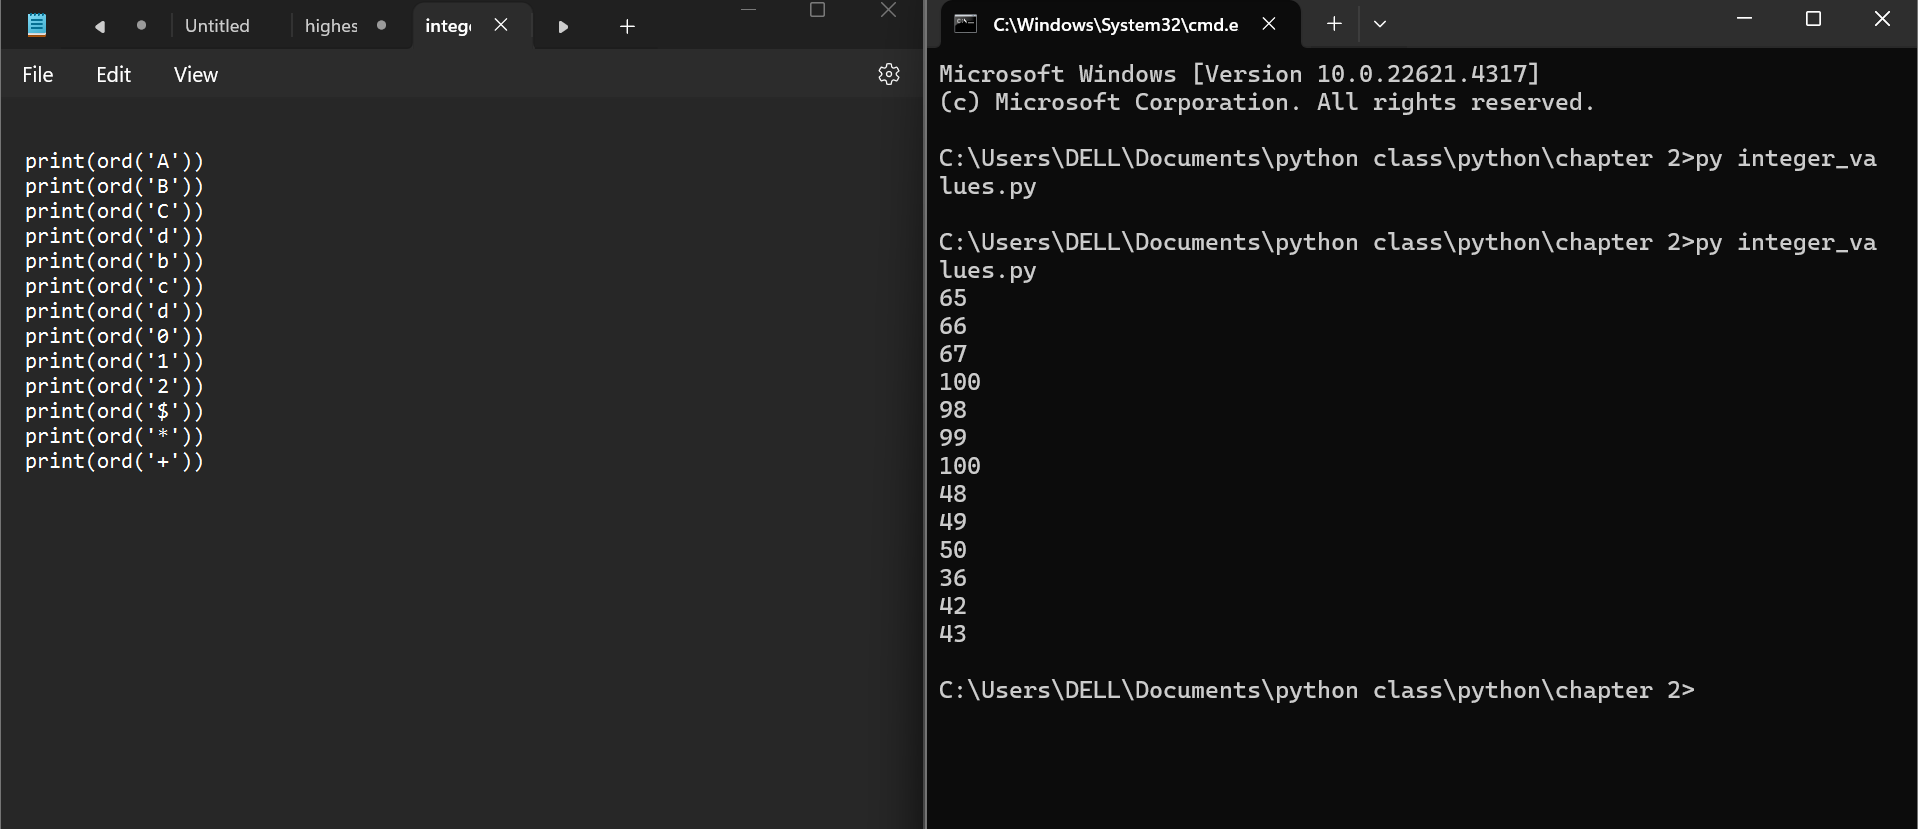 Untitled
highes
integ
File Edit View
print(ord('A'))
print(ord('B'))
print(ord('C'))
print(ord('d'))
print(ord('b'))
print(ord('c'))
print(ord('d'))
print(ord('0'))
print(ord('1'))
print(ord('2'))
print(ord('$'))
print(ord('*'))
print(ord('+'))
C:\Windows\System32\cmd.e
Microsoft Windows [Version 10.0.22621.4317]
(c) Microsoft Corporation. All rights reserved.
C:\Users\DELL\Documents\python class\python\chapter 2>py integer_va
lues.py
C:\Users\DELL\Documents\python class\python\chapter 2>py integer_va
lues.py
65
66
67
100
98
99
100
48
49
50
36
42
43
C:\Users\DELL\Documents\python class\python\chapter 2>